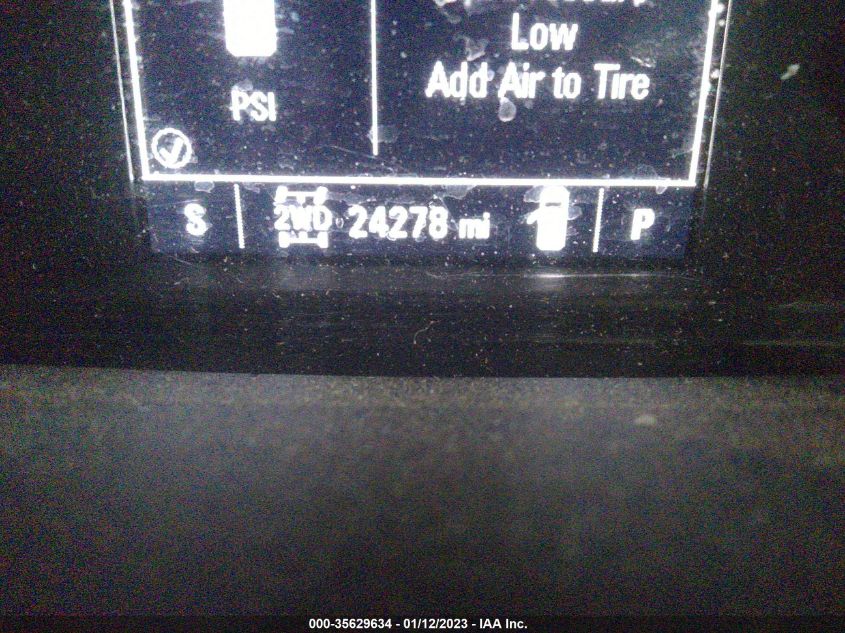 Low
Add Air to Tire
PSI
S 2WD 24278 mi P
000-35629634 - 01/12/2023 - IAA Inc.